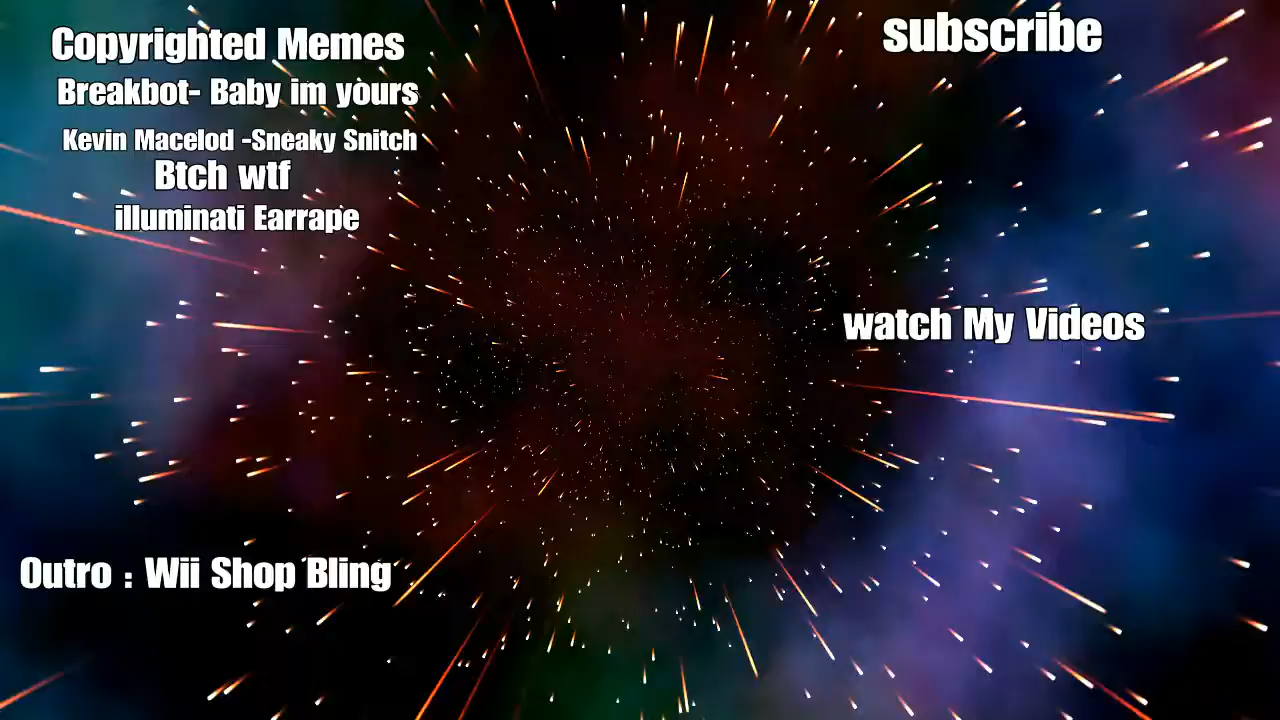 Copyrighted Memes
Breakbot- Baby im yours
Kevin Macelod -Sneaky Snitch
Btch wtf
illuminati Earrape
subscribe
watch My Videos
Outro : Wii Shop Bling